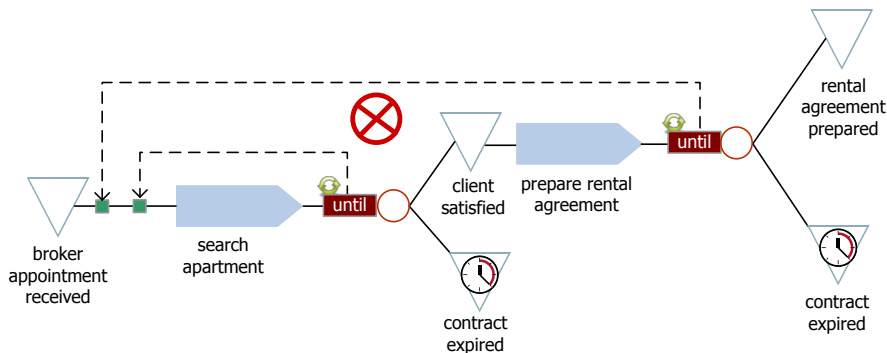 rental
agreement
prepared
until
client
satisfied
prepare rental
agreement
until
broker
appointment
received
search
apartment
contract
expired
contract
expired